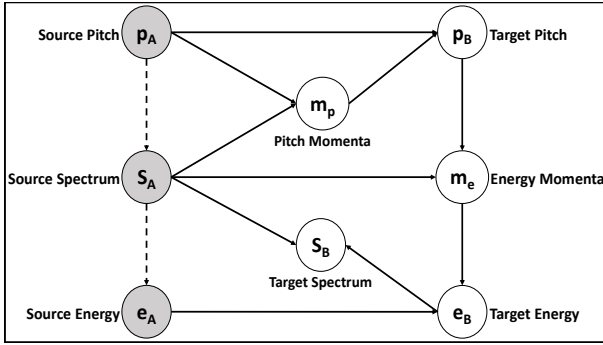 Source Pitch p_A p_B Target Pitch
m_p
Pitch Momenta
Source Spectrum S_A m_e Energy Momenta
S_B
Target Spectrum
Source Energy e_A e_B Target Energy